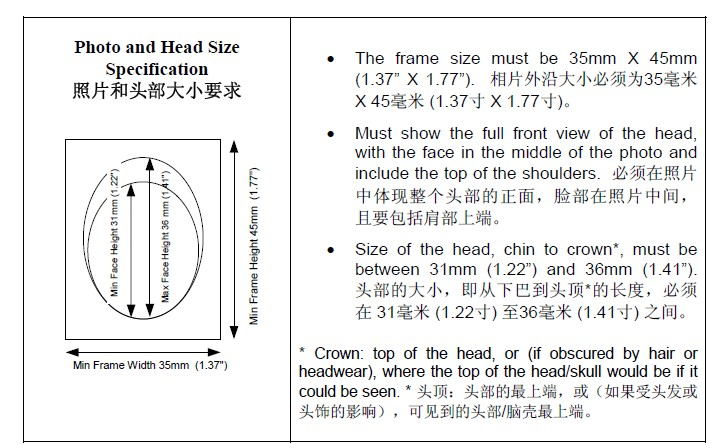 Photo and Head Size
Specification
照片和头部大小要求
Min Face Height 31mm (1.22")
Max Face Height 36 mm (1.41")
Min Frame Height 45mm (1.77")
Min Frame Width 35mm (1.37")
• The frame size must be 35mm X 45mm
(1.37” X 1.77”). 相片外沿大小必须为35毫米
X 45毫米 (1.37寸 X 1.77寸)。
• Must show the full front view of the head,
with the face in the middle of the photo and
include the top of the shoulders. 必须在照片
中体现整个头部的正面，脸部在照片中间，
且要包括肩部上端。
• Size of the head, chin to crown*, must be
between 31mm (1.22”) and 36mm (1.41”).
头部的大小，即从下巴到头顶*的长度，必须
在 31毫米 (1.22寸) 至36毫米 (1.41寸) 之间。
* Crown: top of the head, or (if obscured by hair or
headwear), where the top of the head/skull would be if it
could be seen. * 头顶：头部的最上端，或（如果受头发或
头饰的影响），可见到的头部/脑壳最上端。